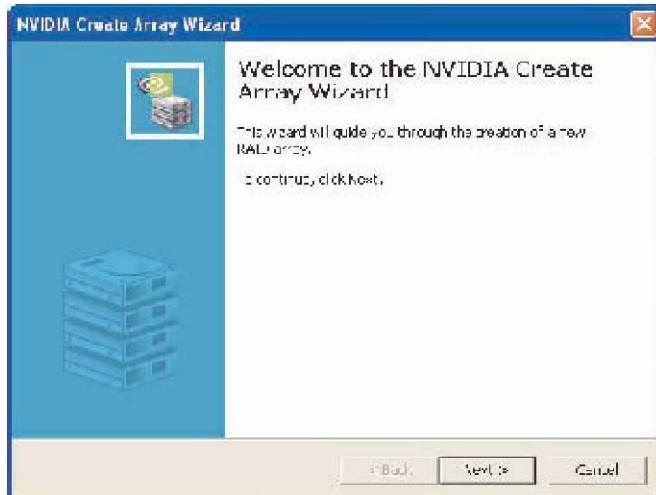 NVIDIA Create Array Wizard
Welcome to the NVIDIA Create
Array Wizard
This wizard will guide you through the creation of a new
RAID array.
To continue, click Next.
< Back
Next >
Cancel